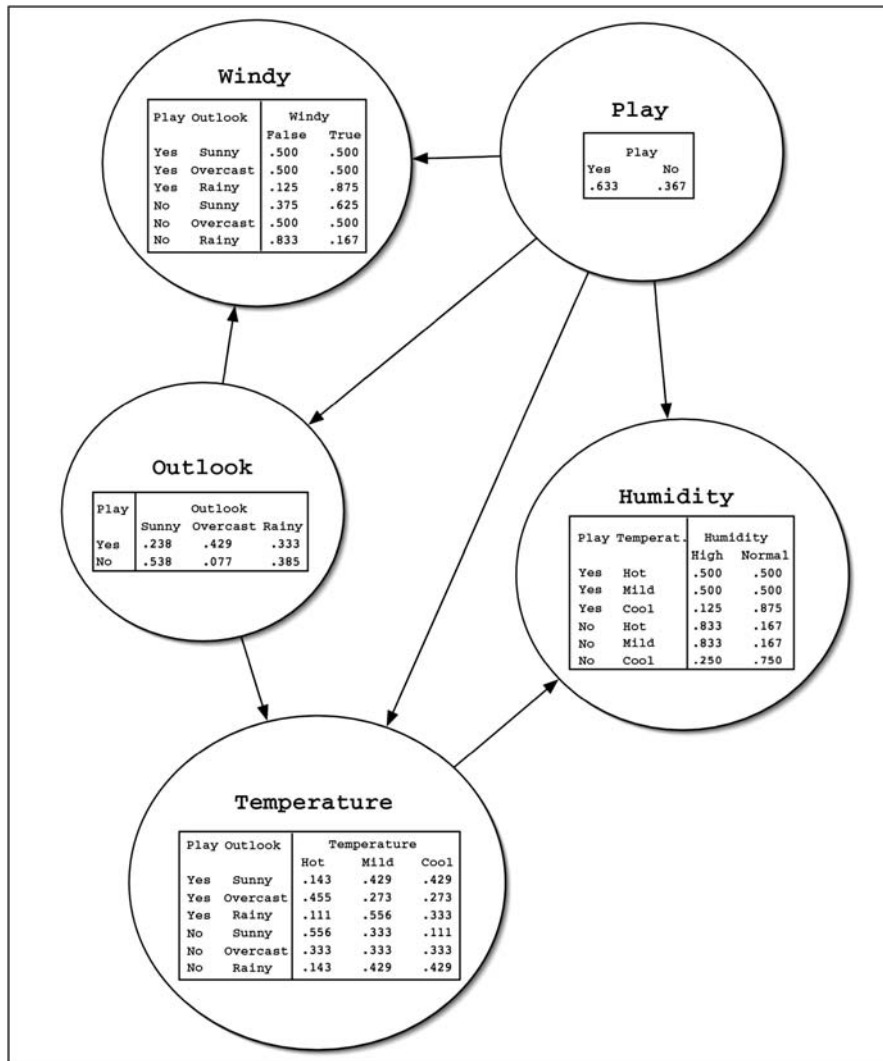 Windy
Play Outlook Windy
False True
Yes Sunny .500 .500
Yes Overcast .500 .500
Yes Rainy .125 .875
No Sunny .375 .625
No Overcast .500 .500
No Rainy .833 .167
Play
Play
Yes No
.633 .367
Outlook
Play Outlook
Sunny Overcast Rainy
Yes .238 .429 .333
No .538 .077 .385
Humidity
Play Temperat. Humidity
High Normal
Yes Hot .500 .500
Yes Mild .500 .500
Yes Cool .125 .875
No Hot .833 .167
No Mild .833 .167
No Cool .250 .750
Temperature
Play Outlook Temperature
Hot Mild Cool
Yes Sunny .143 .429 .429
Yes Overcast .455 .273 .273
Yes Rainy .111 .556 .333
No Sunny .556 .333 .111
No Overcast .333 .333 .333
No Rainy .143 .429 .429